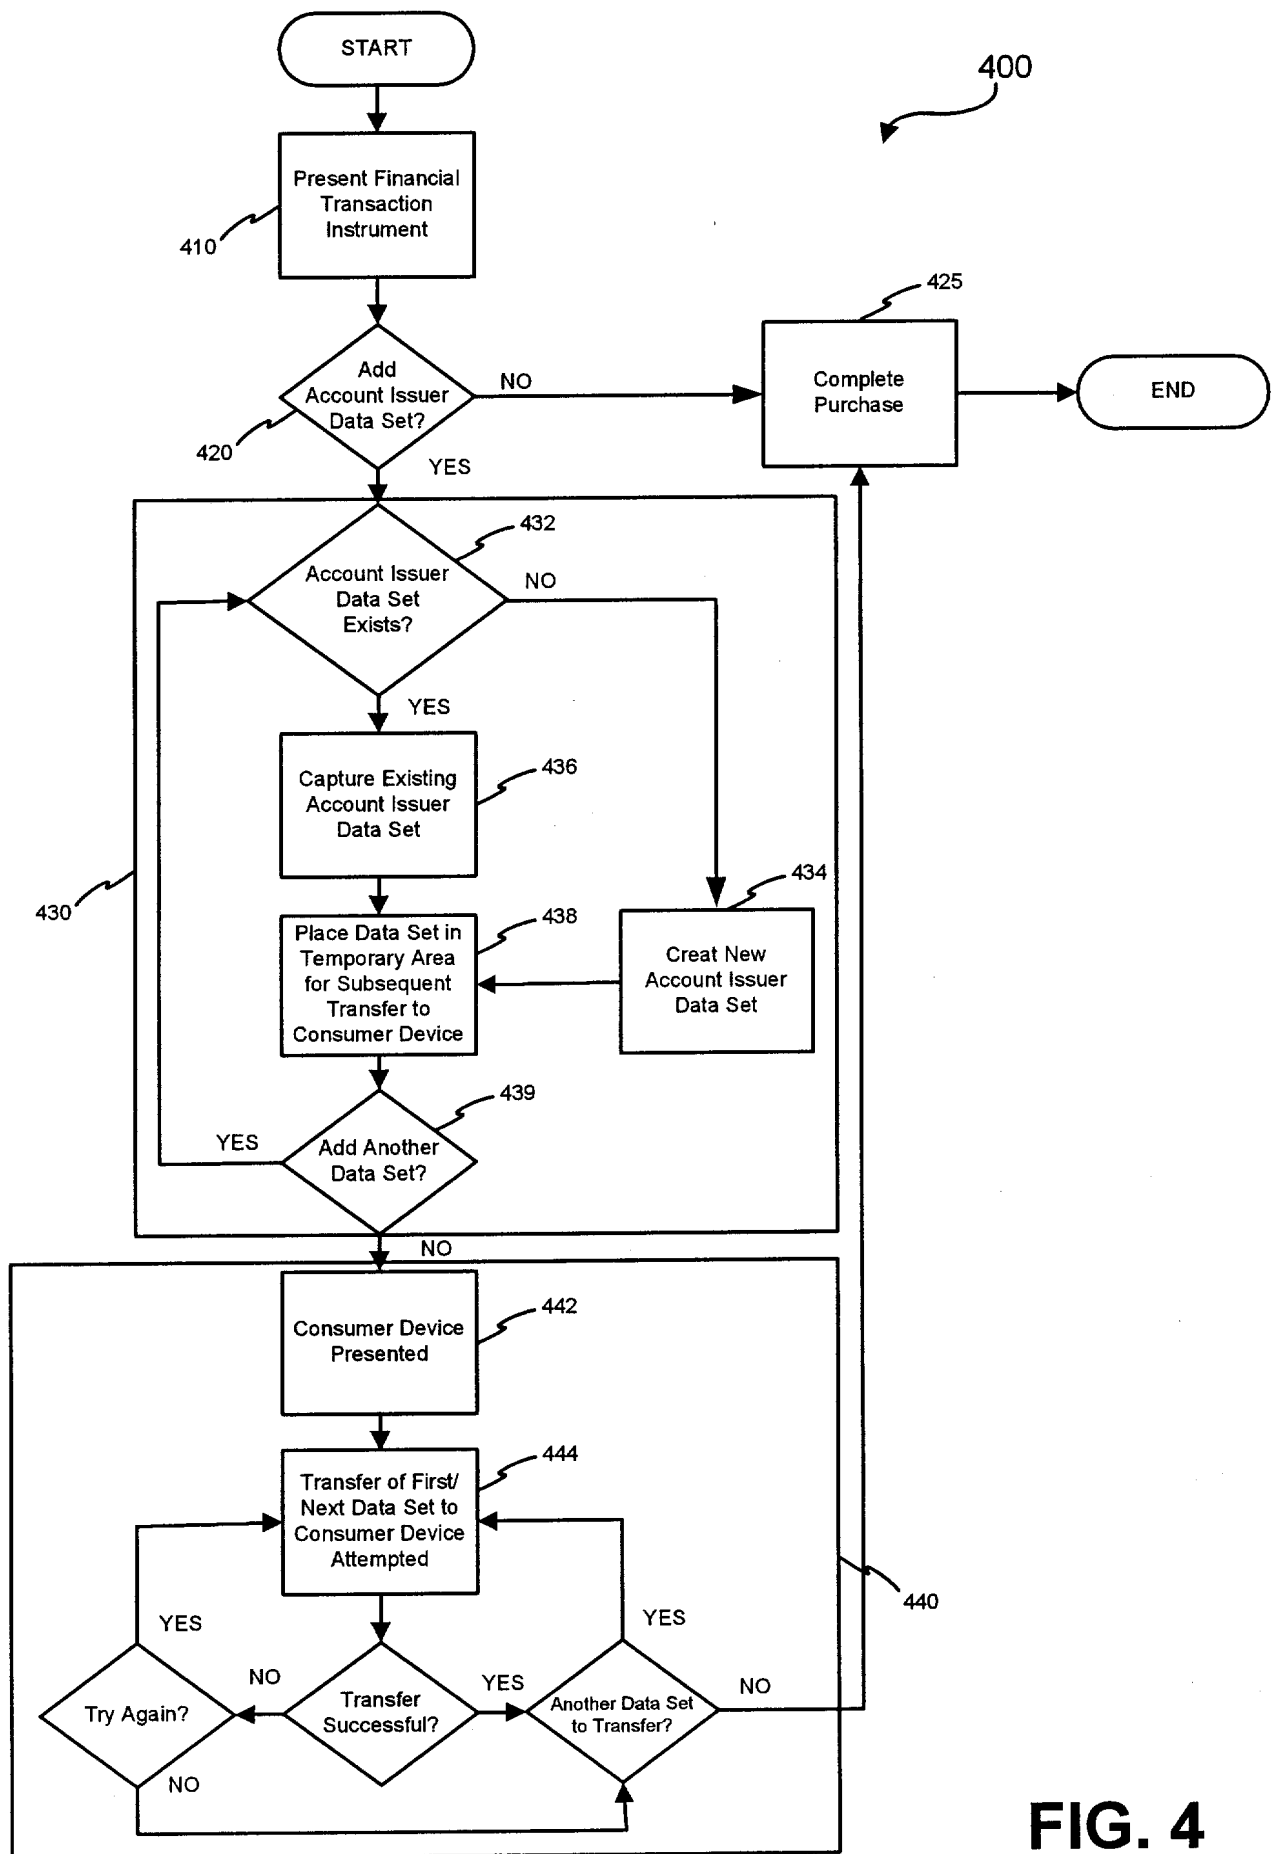 START
400
Present Financial
Transaction
Instrument
410
425
Add
Account Issuer
Data Set?
NO
420
YES
Complete
Purchase
END
432
Account Issuer
Data Set
Exists?
NO
YES
Capture Existing
Account Issuer
Data Set
436
430
434
438
Place Data Set in
Temporary Area
for Subsequent
Transfer to
Consumer Device
Creat New
Account Issuer
Data Set
439
YES
Add Another
Data Set?
NO
Consumer Device
Presented
442
444
Transfer of First/
Next Data Set to
Consumer Device
Attempted
440
YES
YES
NO
YES
Try Again?
Transfer
Successful?
Another Data Set
to Transfer?
NO
NO
FIG. 4